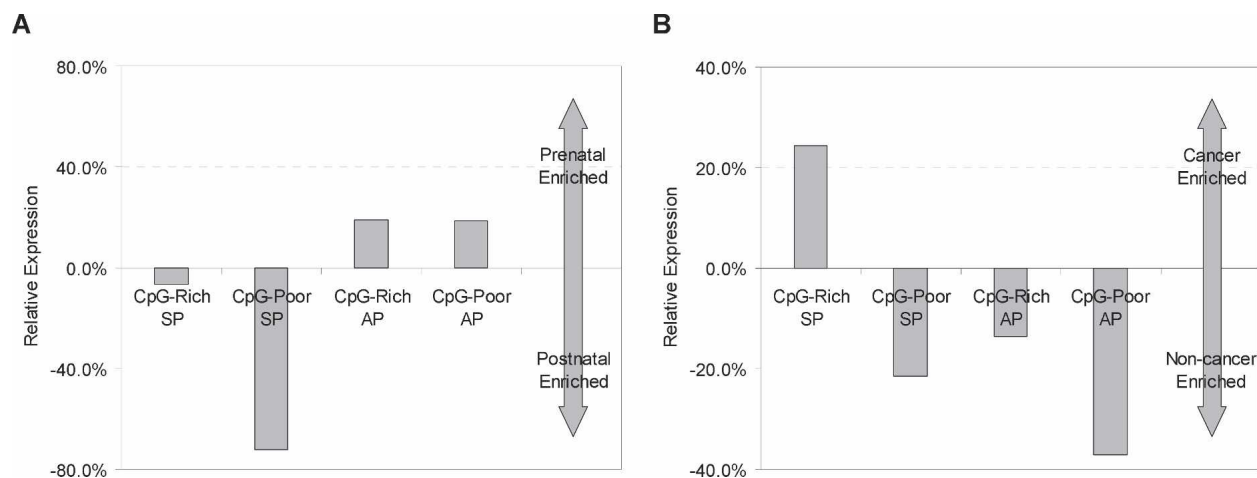 A
80.0%
40.0%
0.0%
-40.0%
-80.0%
Relative Expression
CpG-Rich
SP
CpG-Poor
SP
CpG-Rich
AP
CpG-Poor
AP
Prenatal
Enriched
Postnatal
Enriched
B
40.0%
20.0%
0.0%
-20.0%
-40.0%
Relative Expression
CpG-Rich
SP
CpG-Poor
SP
CpG-Rich
AP
CpG-Poor
AP
Cancer
Enriched
Non-cancer
Enriched